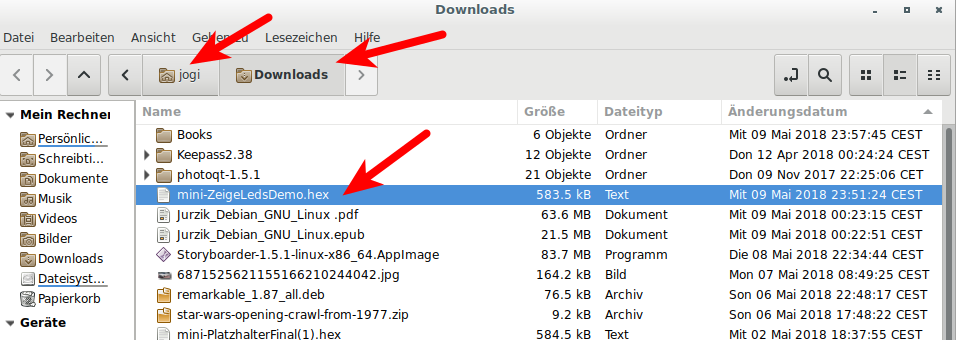 Downloads
Datei Bearbeiten Ansicht Gehen zu Lesezeichen Hilfe
jogi Downloads
Mein Rechner
Persönlic...
Schreibti...
Dokumente
Musik
Videos
Bilder
Downloads
Dateisyst...
Papierkorb
Geräte
Name Größe Dateityp Änderungsdatum
Books 6 Objekte Ordner Mit 09 Mai 2018 23:57:45 CEST
Keepass2.38 12 Objekte Ordner Don 12 Apr 2018 00:24:24 CEST
photoqt-1.5.1 21 Objekte Ordner Don 09 Nov 2017 22:25:06 CET
mini-ZeigeLedsDemo.hex 583.5 kB Text Mit 09 Mai 2018 23:51:24 CEST
Jurzik_Debian_GNU_Linux .pdf 63.6 MB Dokument Mit 09 Mai 2018 00:23:15 CEST
Jurzik_Debian_GNU_Linux.epub 21.5 MB Dokument Mit 09 Mai 2018 00:22:51 CEST
Storyboarder-1.5.1-linux-x86_64.AppImage 83.7 MB Programm Die 08 Mai 2018 22:34:44 CEST
6871525621155166210244042.jpg 164.2 kB Bild Mon 07 Mai 2018 08:49:25 CEST
remarkable_1.87_all.deb 76.5 kB Archiv Son 06 Mai 2018 22:48:17 CEST
star-wars-opening-crawl-from-1977.zip 9.2 kB Archiv Son 06 Mai 2018 17:48:22 CEST
mini-PlatzhalterFinal(1).hex 584.5 kB Text Mit 02 Mai 2018 18:37:55 CEST